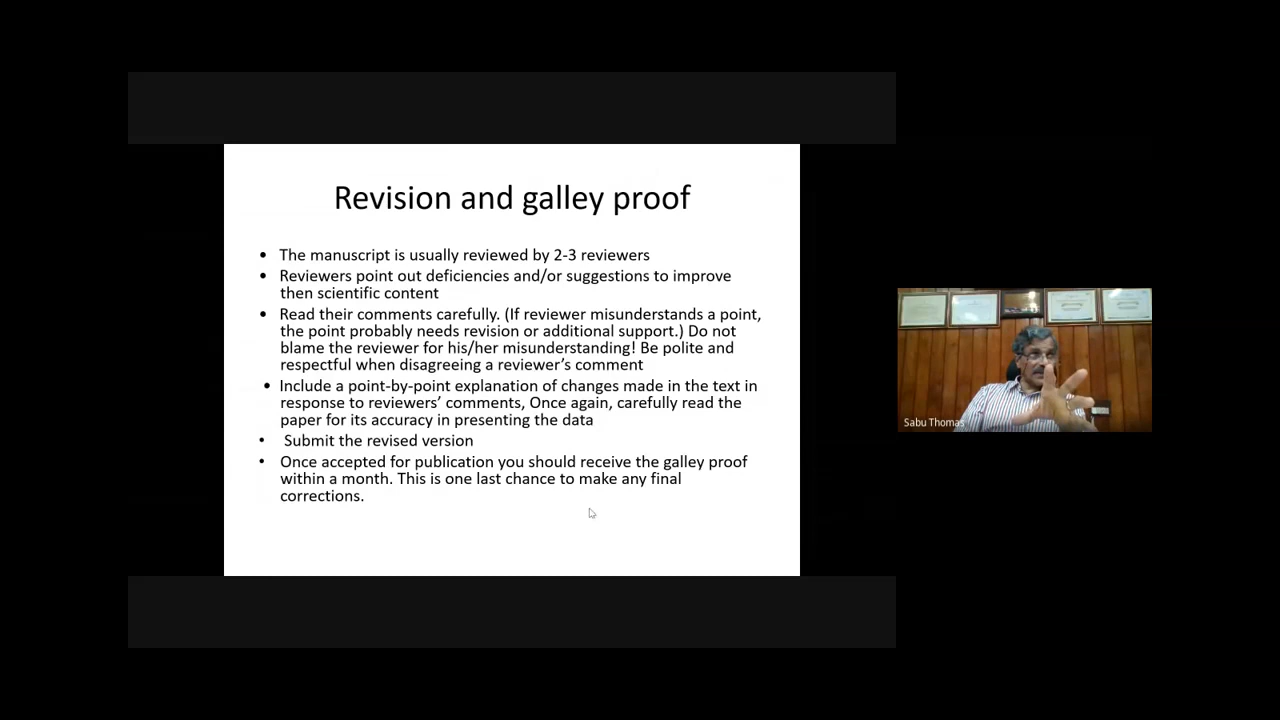 Revision and galley proof
• The manuscript is usually reviewed by 2-3 reviewers
• Reviewers point out deficiencies and/or suggestions to improve
then scientific content
• Read their comments carefully. (If reviewer misunderstands a point,
the point probably needs revision or additional support.) Do not
blame the reviewer for his/her misunderstanding! Be polite and
respectful when disagreeing a reviewer's comment
• Include a point-by-point explanation of changes made in the text in
response to reviewers' comments, Once again, carefully read the
paper for its accuracy in presenting the data
• Submit the revised version
• Once accepted for publication you should receive the galley proof
within a month. This is one last chance to make any final
corrections.
Sabu Thomas